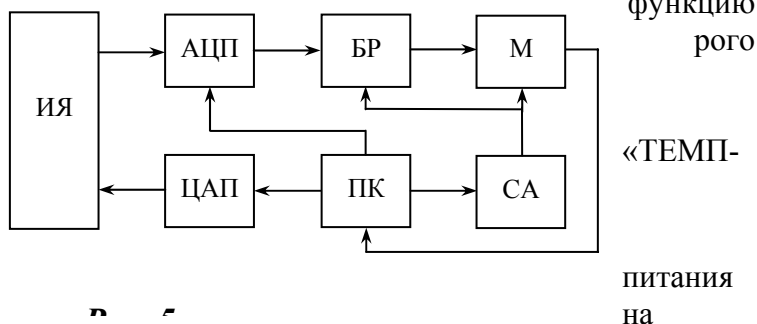 функцию
рого
АЦП БР М
ИЯ
«ТЕМП-
ЦАП ПК СА
питания
на